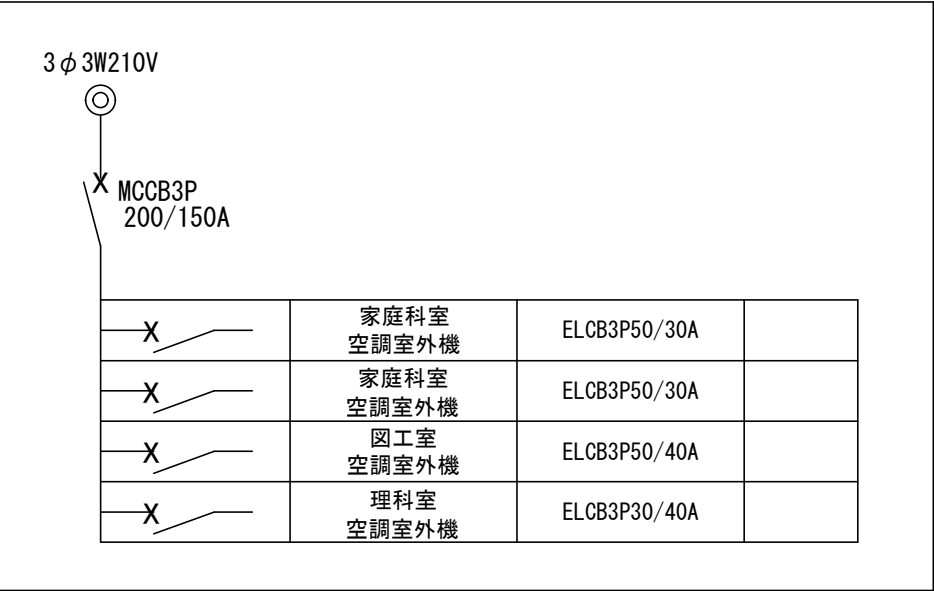 3φ3W210V
MCCB3P
200/150A
家庭科室
空調室外機
ELCB3P50/30A
家庭科室
空調室外機
ELCB3P50/30A
図工室
空調室外機
ELCB3P50/40A
理科室
空調室外機
ELCB3P30/40A